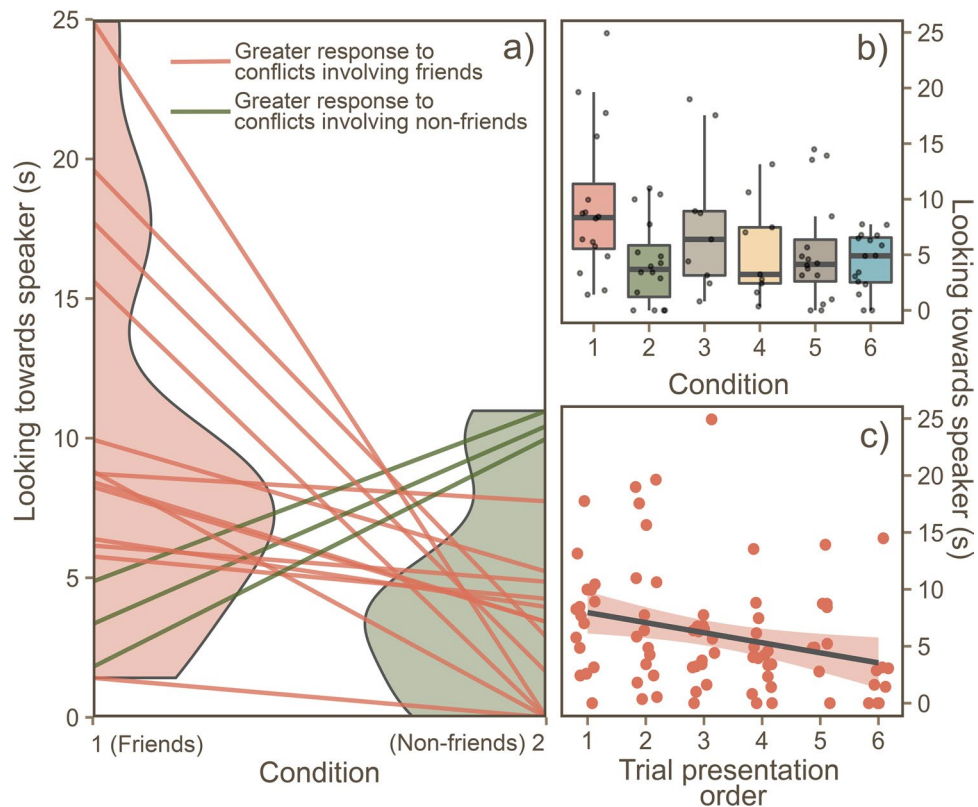 a)
Greater response to
conflicts involving friends
Greater response to
conflicts involving non-friends
Looking towards speaker (s)
25
20
15
10
5
0
1 (Friends)
(Non-friends) 2
Condition
b)
25
20
15
10
5
0
1 2 3 4 5 6
Condition
Looking towards speaker (s)
c)
25
20
15
10
5
0
1 2 3 4 5 6
Trial presentation
order